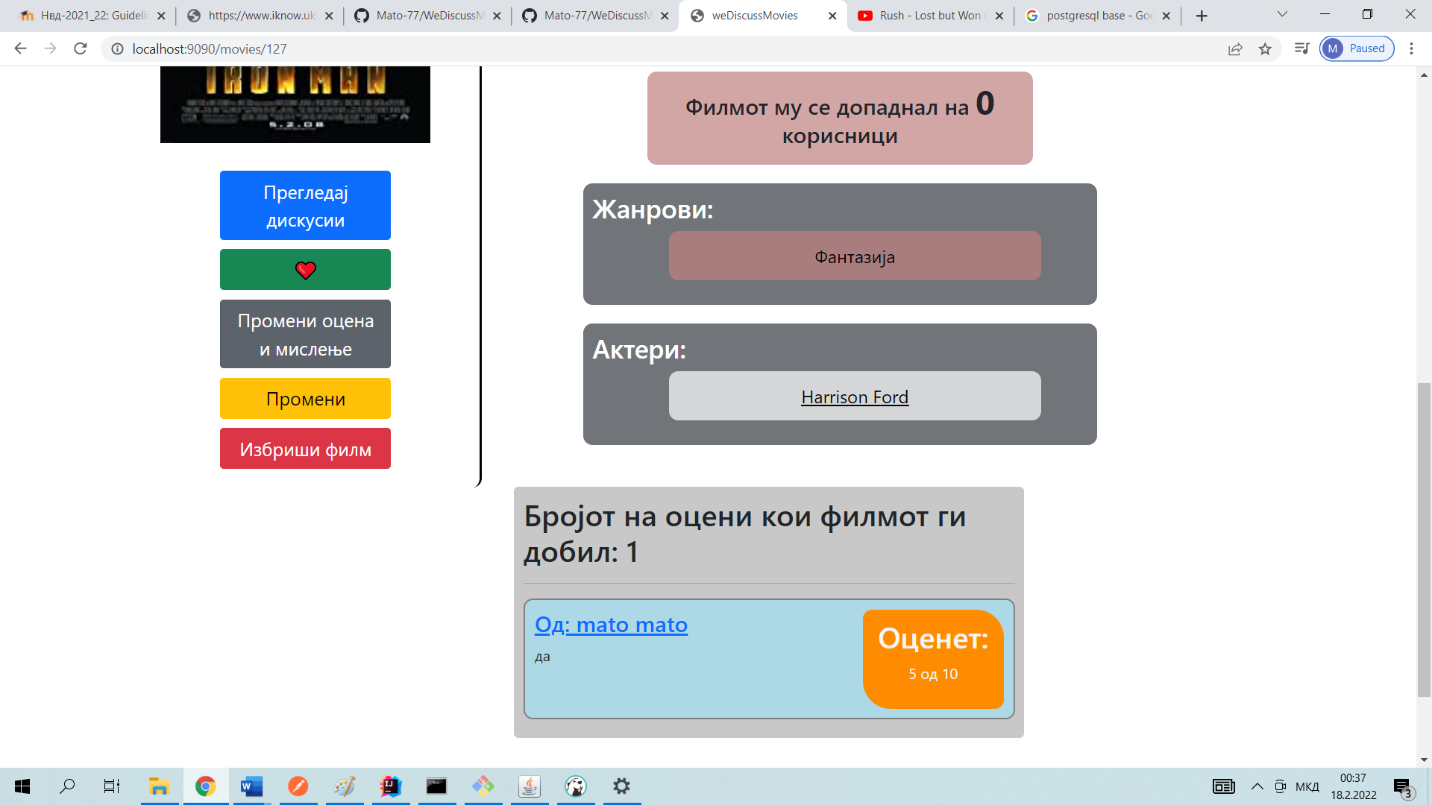 Нвд-2021_22: Guideli
https://www.iknow.uk
Mato-77/WeDiscussM
Mato-77/WeDiscussM
weDiscussMovies
Rush - Lost but Won (
postgresql base - Goo
localhost:9090/movies/127
M Paused
IRON MAN
5.2.08
Прегледај
дискусии
Промени оцена
и мислење
Промени
Избриши филм
Филмот му се допаднал на 0
корисници
Жанрови:
Фантазија
Актери:
Harrison Ford
Бројот на оцени кои филмот ги
добил: 1
Од: mato mato
да
Оценет:
5 од 10
МКД
00:37
18.2.2022
3